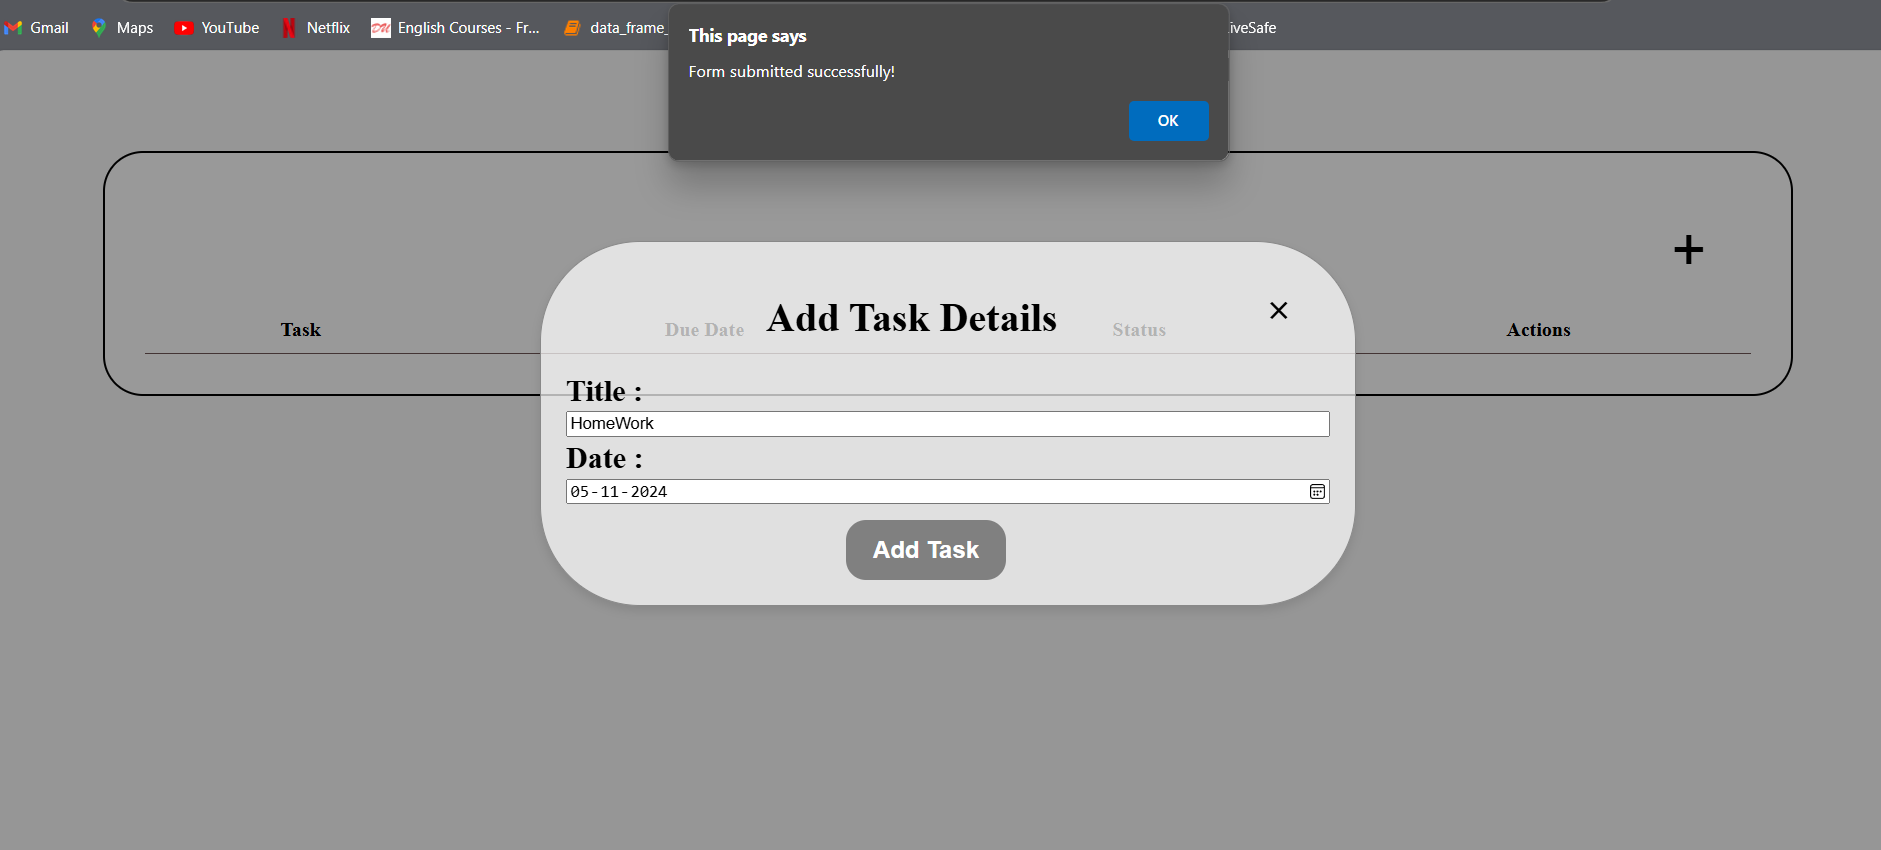 Gmail Maps YouTube Netflix English Courses - Fr... data_frame_ iveSafe
This page says
Form submitted successfully!
OK
+
Add Task Details ×
Task Due Date Status Actions
Title :
HomeWork
Date :
05-11-2024
Add Task